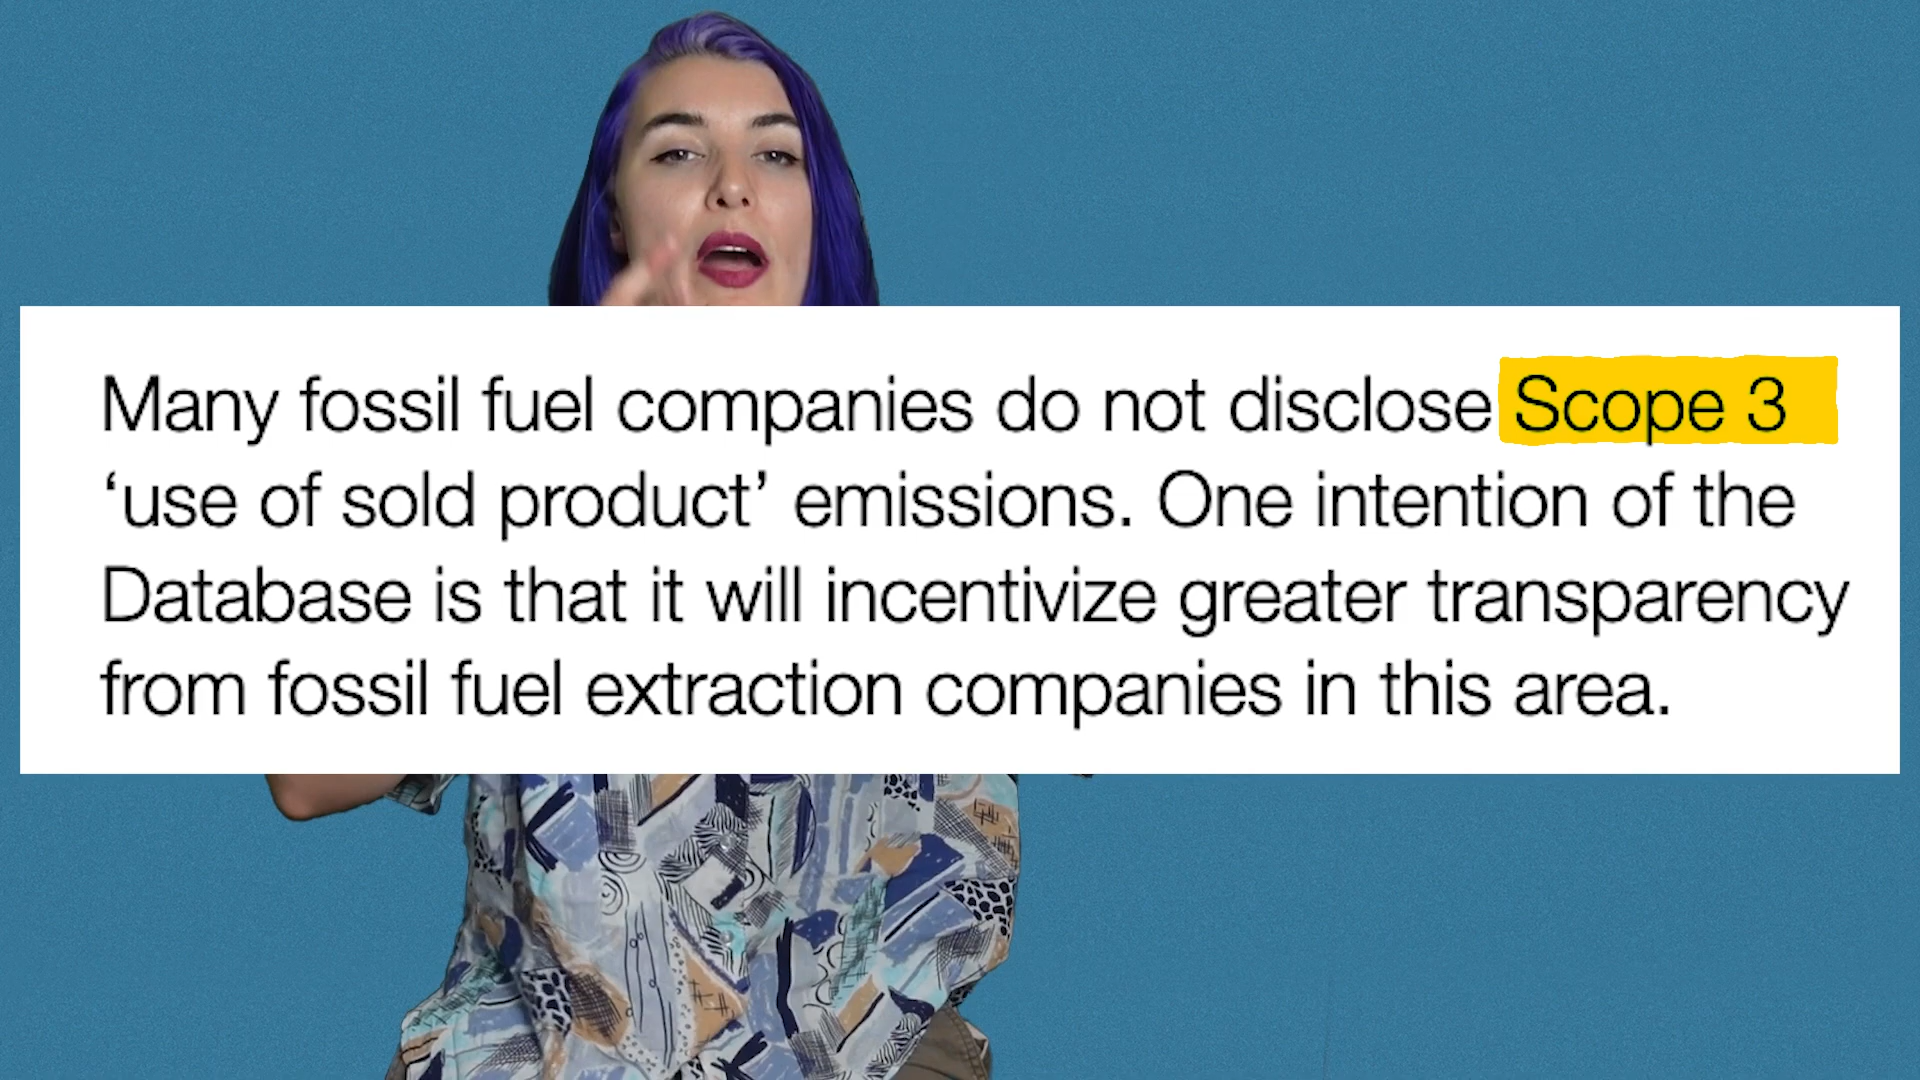 Many fossil fuel companies do not disclose Scope 3
‘use of sold product’ emissions. One intention of the
Database is that it will incentivize greater transparency
from fossil fuel extraction companies in this area.